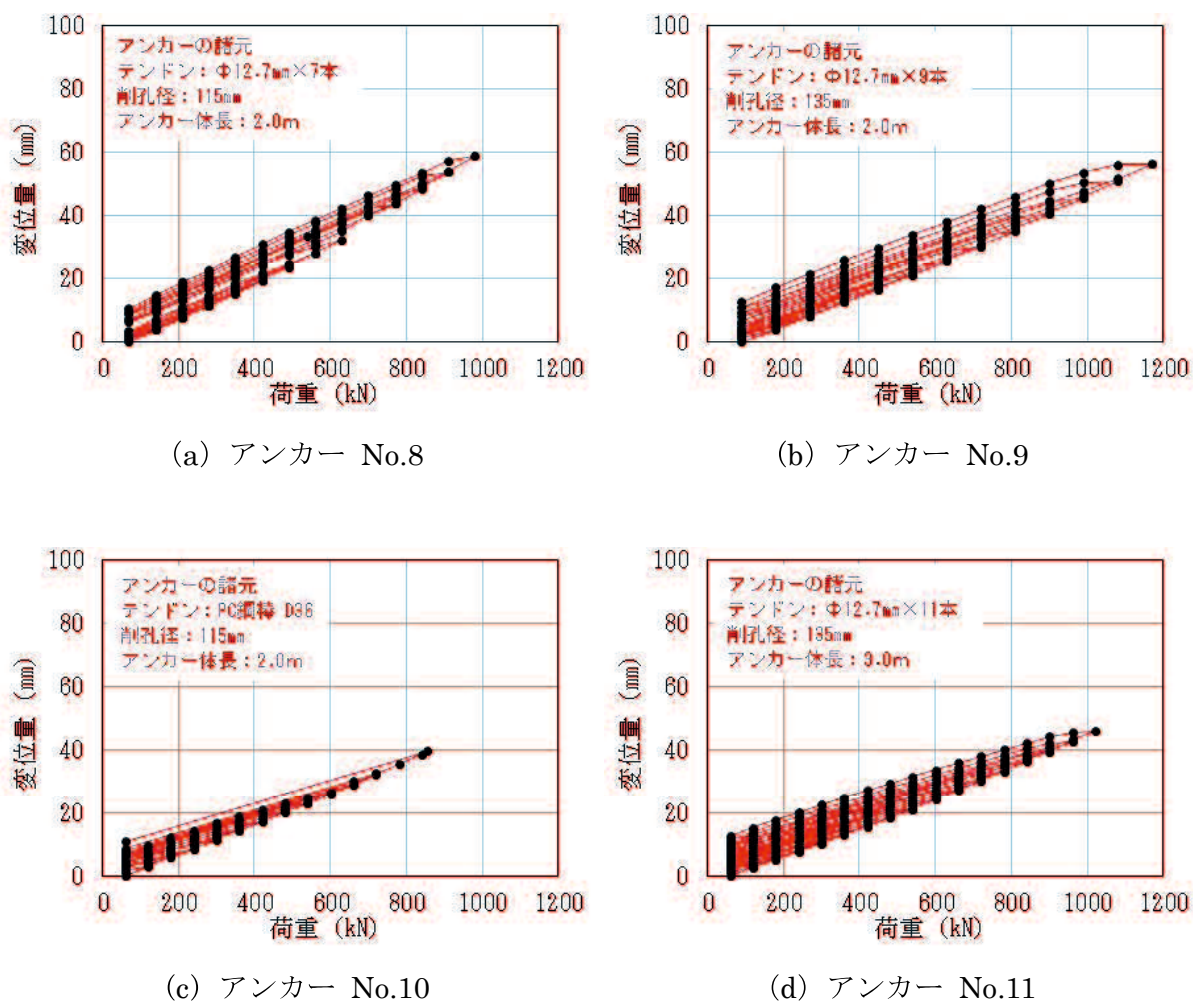 100
80
60
40
20
0
変位量 (mm)
アンカーの諸元
テンドン：Φ12.7mm×7本
削孔径：115mm
アンカー体長：2.0m
0 200 400 600 800 1000 1200
荷重 (kN)
(a) アンカー No.8
100
80
60
40
20
0
変位量 (mm)
アンカーの諸元
テンドン：Φ12.7mm×9本
削孔径：135mm
アンカー体長：2.0m
0 200 400 600 800 1000 1200
荷重 (kN)
(b) アンカー No.9
100
80
60
40
20
0
変位量 (mm)
アンカーの諸元
テンドン：PC鋼棒 D36
削孔径：115mm
アンカー体長：2.0m
0 200 400 600 800 1000 1200
荷重 (kN)
(c) アンカー No.10
100
80
60
40
20
0
変位量 (mm)
アンカーの諸元
テンドン：Φ12.7mm×11本
削孔径：135mm
アンカー体長：3.0m
0 200 400 600 800 1000 1200
荷重 (kN)
(d) アンカー No.11